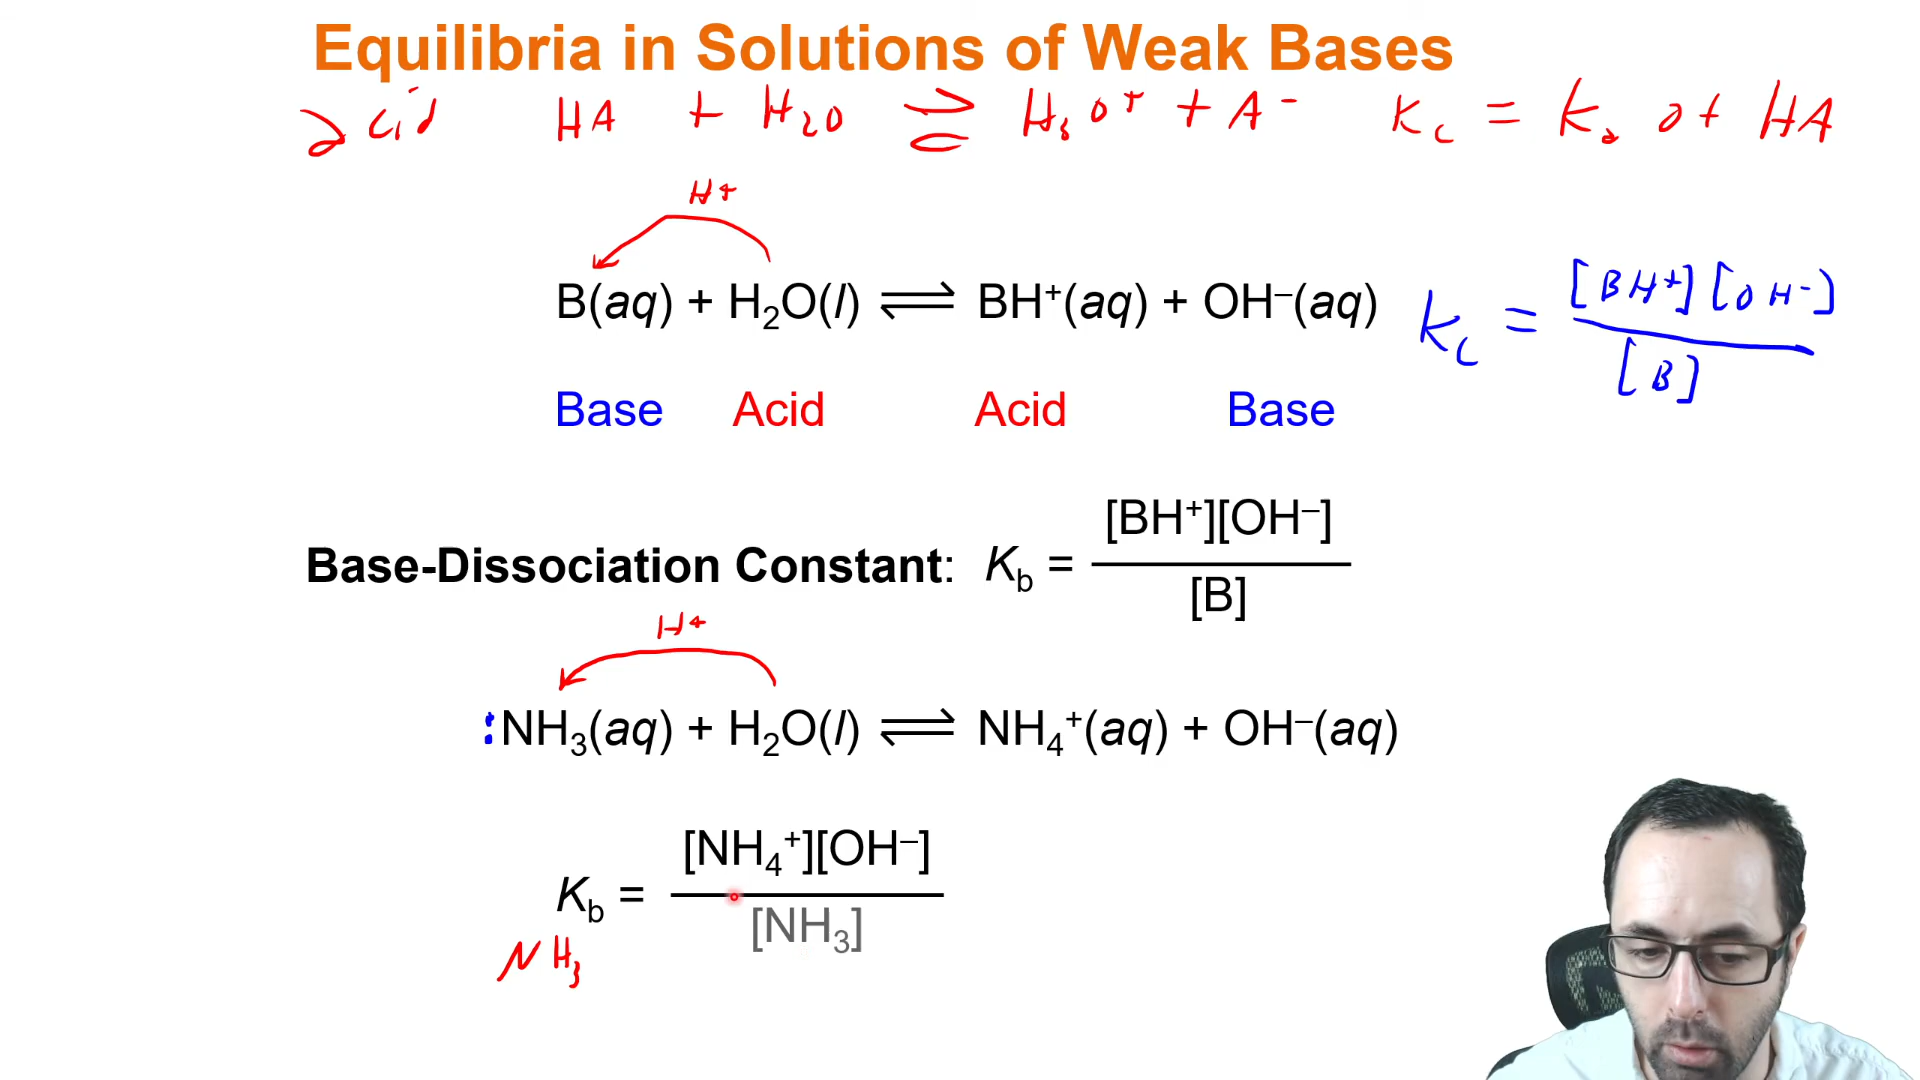 Equilibria in Solutions of Weak Bases
acid HA + H₂O ⇌ H₃O⁺ + A⁻ Kc = Ka of HA
H⁺
B(aq) + H₂O(l) ⇌ BH⁺(aq) + OH⁻(aq) Kc = [BH⁺][OH⁻] / [B]
Base Acid Acid Base
Base-Dissociation Constant: Kb = [BH⁺][OH⁻] / [B]
H⁺
:NH₃(aq) + H₂O(l) ⇌ NH₄⁺(aq) + OH⁻(aq)
Kb = [NH₄⁺][OH⁻] / [NH₃]
NH₃